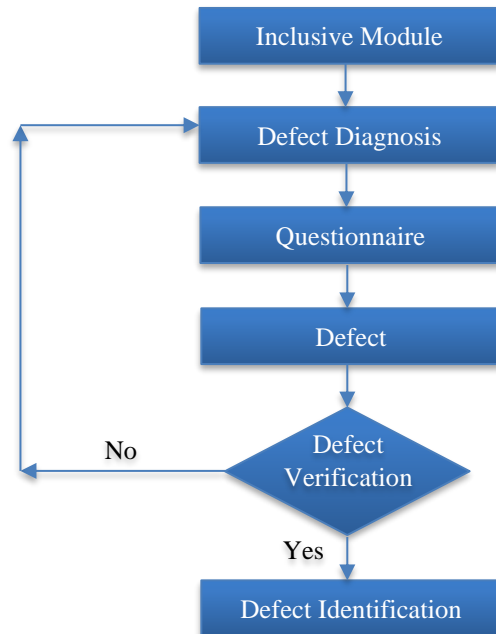 Inclusive Module
Defect Diagnosis
Questionnaire
Defect
Defect
Verification
No
Yes
Defect Identification